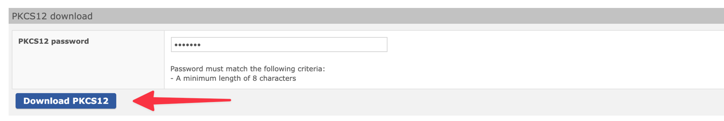 PKCS12 download
PKCS12 password
•••••••
Password must match the following criteria:
- A minimum length of 8 characters
Download PKCS12